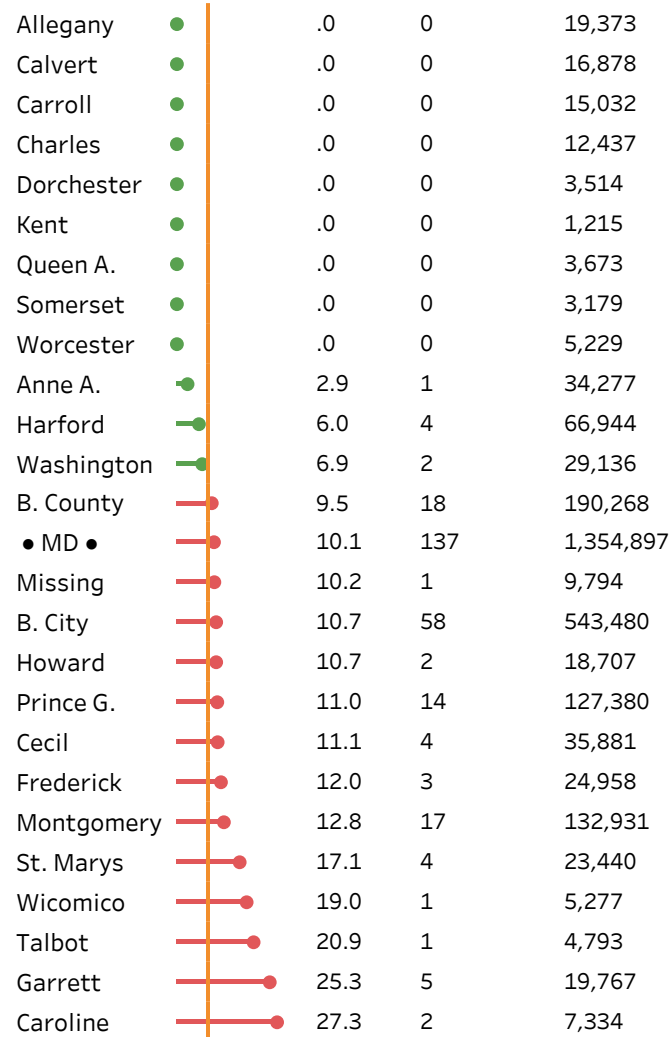 Allegany .0 0 19,373
Calvert .0 0 16,878
Carroll .0 0 15,032
Charles .0 0 12,437
Dorchester .0 0 3,514
Kent .0 0 1,215
Queen A. .0 0 3,673
Somerset .0 0 3,179
Worcester .0 0 5,229
Anne A. 2.9 1 34,277
Harford 6.0 4 66,944
Washington 6.9 2 29,136
B. County 9.5 18 190,268
● MD ● 10.1 137 1,354,897
Missing 10.2 1 9,794
B. City 10.7 58 543,480
Howard 10.7 2 18,707
Prince G. 11.0 14 127,380
Cecil 11.1 4 35,881
Frederick 12.0 3 24,958
Montgomery 12.8 17 132,931
St. Marys 17.1 4 23,440
Wicomico 19.0 1 5,277
Talbot 20.9 1 4,793
Garrett 25.3 5 19,767
Caroline 27.3 2 7,334